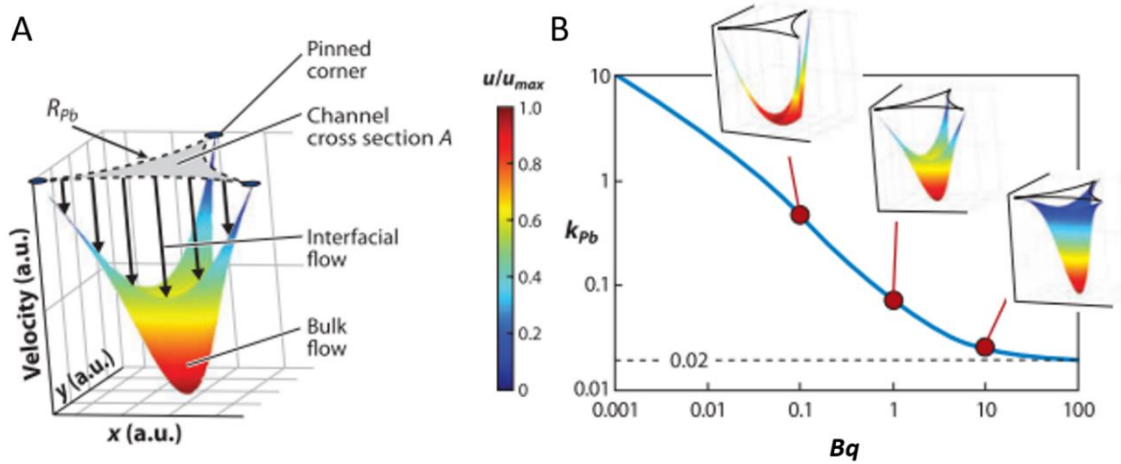 A
Pinned
corner
R_Pb
Channel
cross section A
Interfacial
flow
Bulk
flow
Velocity (a.u.)
y (a.u.)
x (a.u.)
u/u_max
1.0
0.8
0.6
0.4
0.2
0
B
10
1
0.1
0.01
k_Pb
0.02
0.001
0.01
0.1
1
10
100
Bq